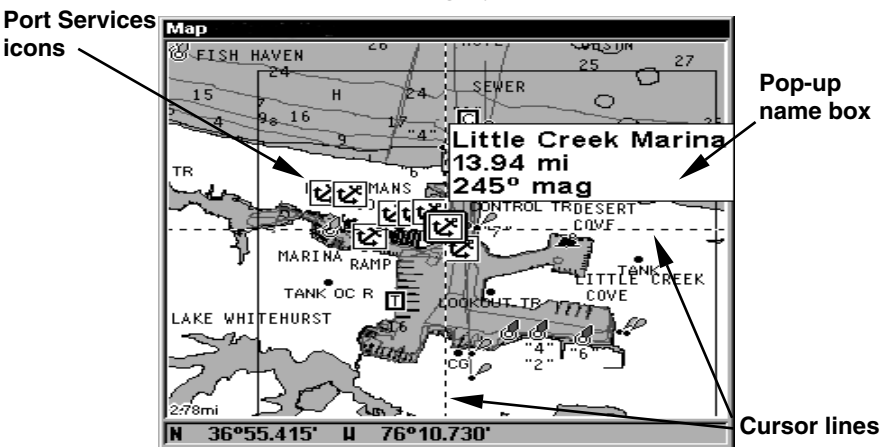 Port Services
icons
Map
FISH HAVEN
26
24
25
27
SEWER
15
H
24
9
16
17
"4"
4
9
C
Pop-up
name box
Little Creek Marina
13.94 mi
245º mag
TR
MANS
CONTROL TR
DESERT
COVE
"7"
MARINA
RAMP
TANK
LITTLE CREEK
COVE
TANK OC R
T
LOOKOUT TR
LAKE WHITEHURST
16
CG
"4"
"2"
"6"
2.78mi
N 36º55.415' W 76º10.730'
Cursor lines